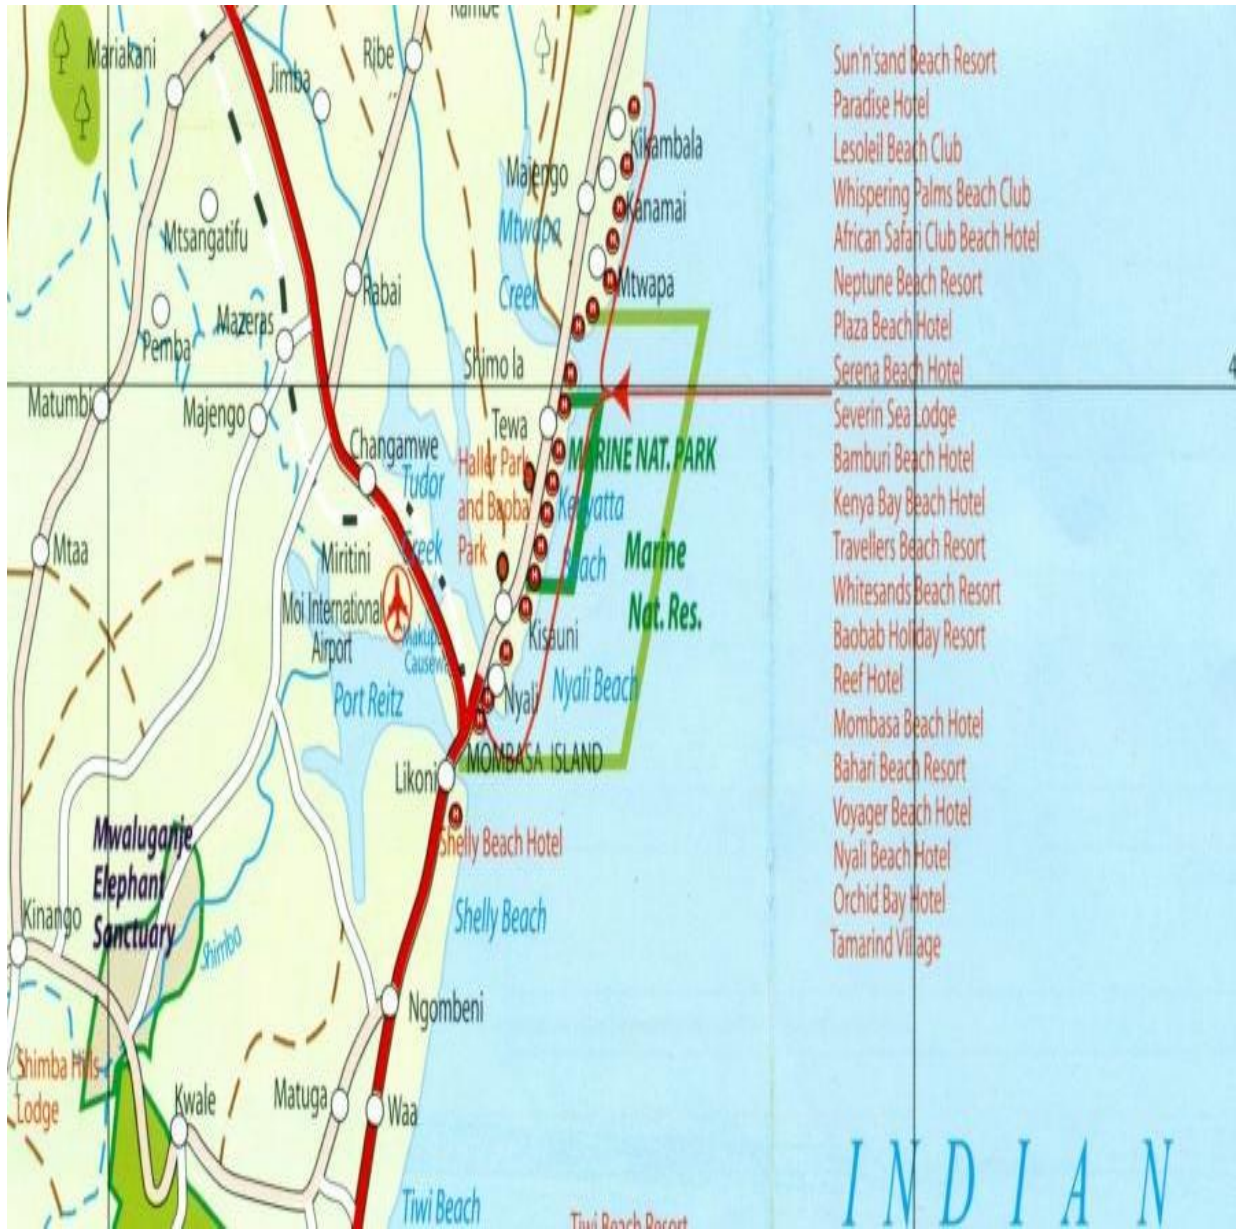 Kambe
Mariakani
Ribe
Jimba
Kikambala
Majengo
Kanamai
Mtwapa
Creek
Mtsangatifu
Mtwapa
Rabai
Mazeras
Pemba
Shimo la
Tewa
Matumbi
Majengo
Changamwe
Tudor
Creek
Haller Park
and Baoba
Park
MARINE NAT. PARK
Kenyatta
Beach
Marine
Nat. Res.
Mtaa
Miritini
Moi International
Airport
Makupa
Causeway
Kisauni
Port Reitz
Nyali
Nyali Beach
Likoni
MOMBASA ISLAND
Shelly Beach Hotel
Mwaluganje
Elephant
Sanctuary
Kinango
Shimba
Shelly Beach
Ngombeni
Shimba Hills
Lodge
Kwale
Matuga
Waa
Tiwi Beach
Tiwi Beach Resort
Sun'n'sand Beach Resort
Paradise Hotel
Lesoleil Beach Club
Whispering Palms Beach Club
African Safari Club Beach Hotel
Neptune Beach Resort
Plaza Beach Hotel
Serena Beach Hotel
Severin Sea Lodge
Bamburi Beach Hotel
Kenya Bay Beach Hotel
Travellers Beach Resort
Whitesands Beach Resort
Baobab Holiday Resort
Reef Hotel
Mombasa Beach Hotel
Bahari Beach Resort
Voyager Beach Hotel
Nyali Beach Hotel
Orchid Bay Hotel
Tamarind Village
4
INDIAN